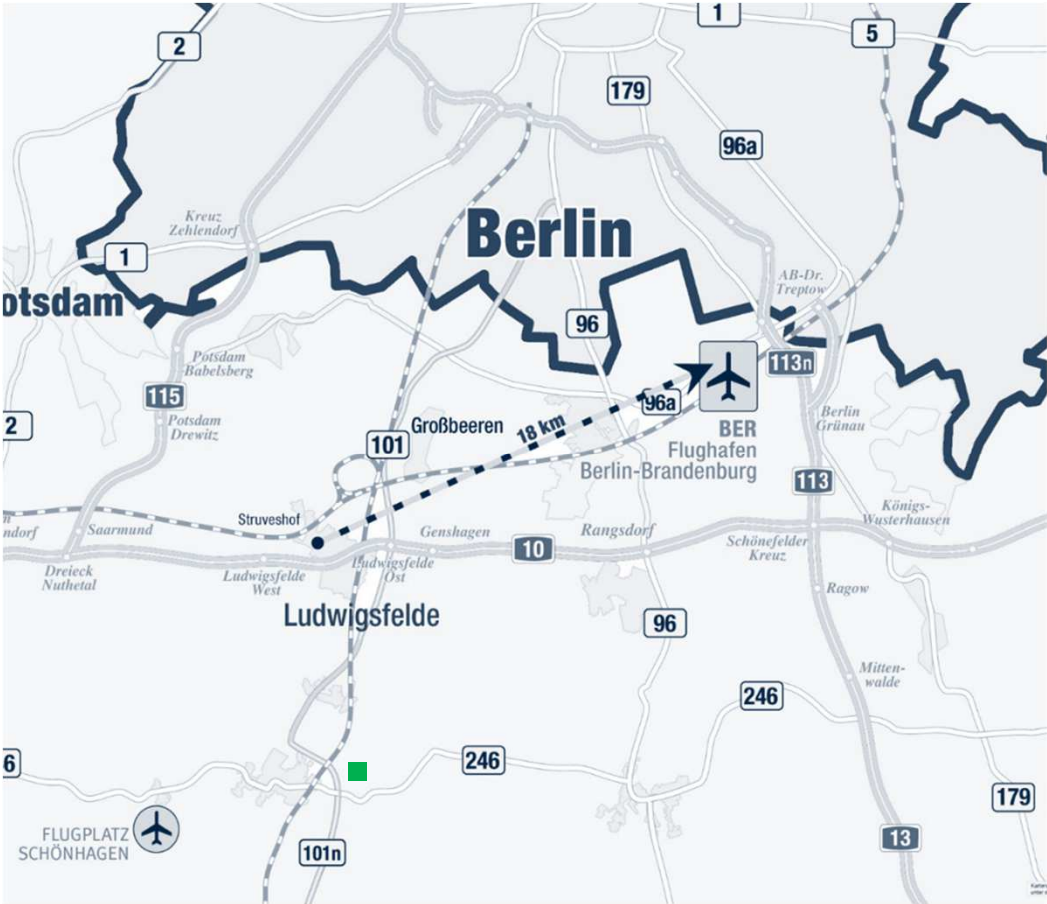 1
2
5
179
96a
Kreuz
Zehlendorf
Berlin
1
AB-Dr.
Treptow
otsdam
96
Potsdam
Babelsberg
113n
115
96a
Potsdam
Drewitz
2
Berlin
Grünau
Großbeeren
18 km
101
BER
Flughafen
Berlin-Brandenburg
113
Königs-
Wusterhausen
Struveshof
ndorf
Saarmund
Genshagen
Rangsdorf
10
Schönefelder
Kreuz
Dreieck
Nuthetal
Ludwigsfelde
West
Ludwigsfelde
Ost
Ragow
Ludwigsfelde
96
Mitten-
walde
246
6
246
179
FLUGPLATZ
SCHÖNHAGEN
101n
13